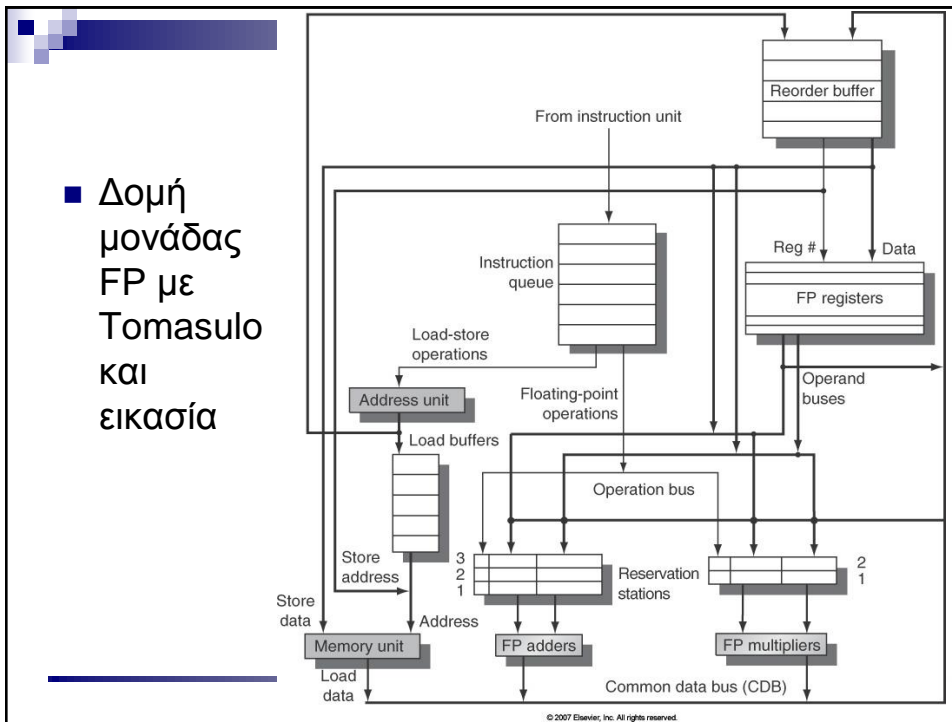 Δομή
μονάδας
FP με
Tomasulo
και
εικασία
Reorder buffer
From instruction unit
Instruction
queue
Reg #
Data
FP registers
Load-store
operations
Operand
buses
Address unit
Floating-point
operations
Load buffers
Operation bus
Store
address
3
2
1
Reservation
stations
2
1
Store
data
Address
Memory unit
FP adders
FP multipliers
Load
data
Common data bus (CDB)
© 2007 Elsevier, Inc. All rights reserved.